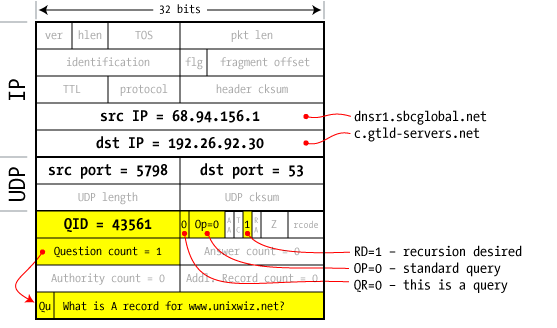 32 bits
ver hlen TOS pkt len
identification flg fragment offset
TTL protocol header cksum
IP
src IP = 68.94.156.1
dnsr1.sbcglobal.net
dst IP = 192.26.92.30
c.gtld-servers.net
UDP
src port = 5798 dst port = 53
UDP length UDP cksum
QID = 43561 0 Op=0 AA TC 1 RA Z rcode
Question count = 1 Answer count = 0
RD=1 – recursion desired
Authority count = 0 Addl. Record count = 0
OP=0 – standard query
QR=0 – this is a query
Qu What is A record for www.unixwiz.net?